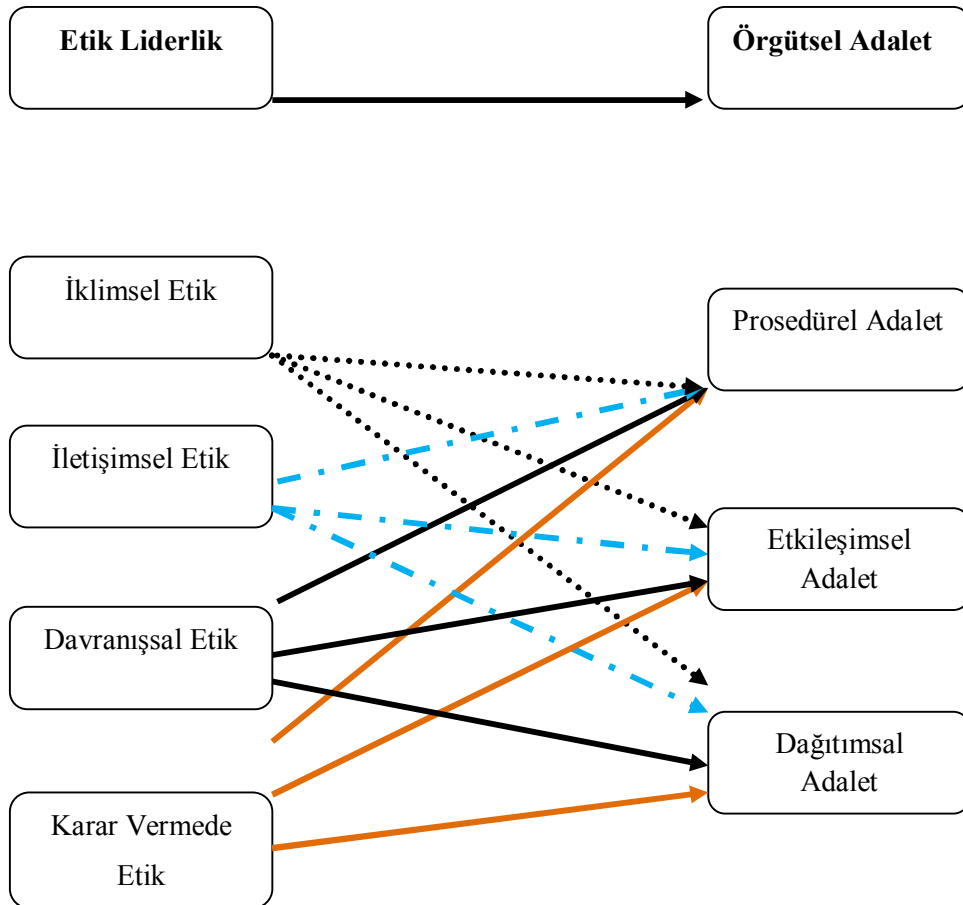 Etik Liderlik
Örgütsel Adalet
İklimsel Etik
Prosedürel Adalet
İletişimsel Etik
Etkileşimsel
Adalet
Davranışsal Etik
Dağıtımsal
Adalet
Karar Vermede
Etik